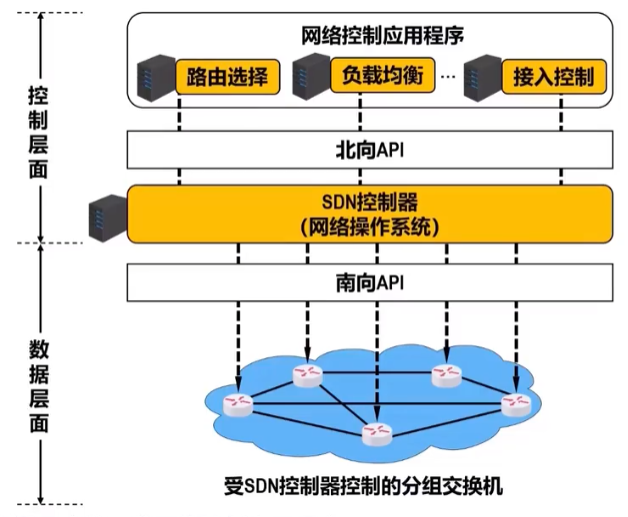 控制层面
数据层面
网络控制应用程序
路由选择
负载均衡
...
接入控制
北向API
SDN控制器
(网络操作系统)
南向API
受SDN控制器控制的分组交换机